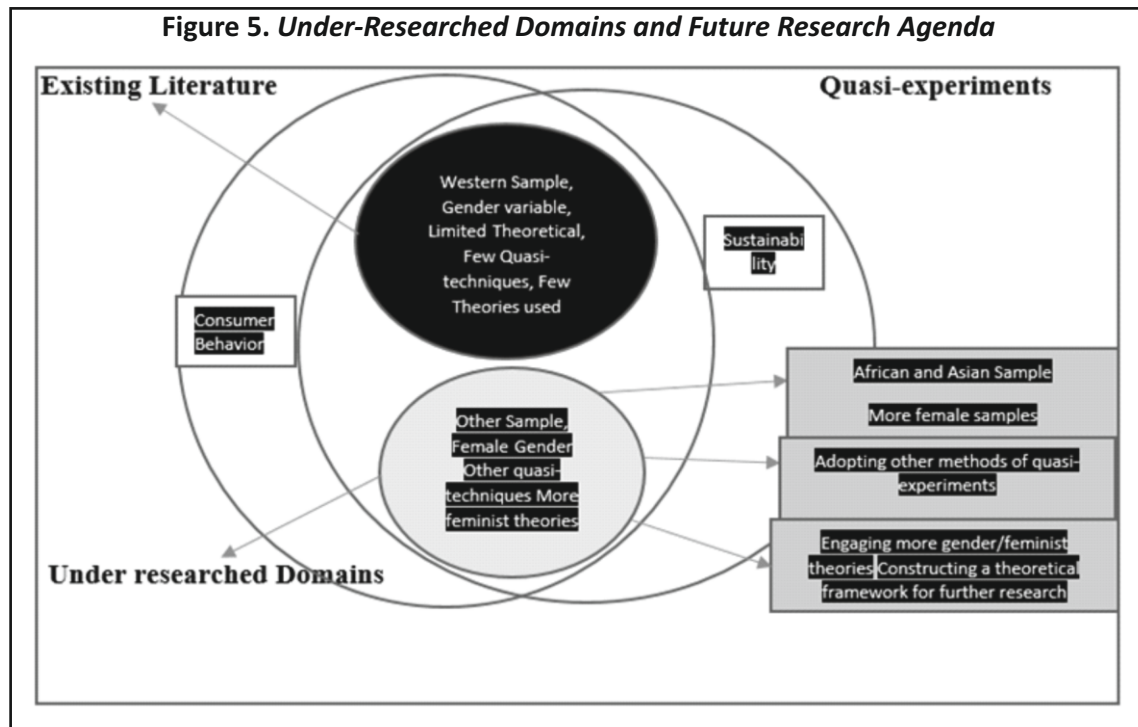 Figure 5. Under-Researched Domains and Future Research Agenda
Existing Literature
Quasi-experiments
Western Sample,
Gender variable,
Limited Theoretical,
Few Quasi-
techniques, Few
Theories used
Sustainabi
lity
Consumer
Behavior
African and Asian Sample
More female samples
Other Sample,
Female Gender
Other quasi-
techniques More
feminist theories
Adopting other methods of quasi-
experiments
Engaging more gender/feminist
theories Constructing a theoretical
framework for further research
Under researched Domains